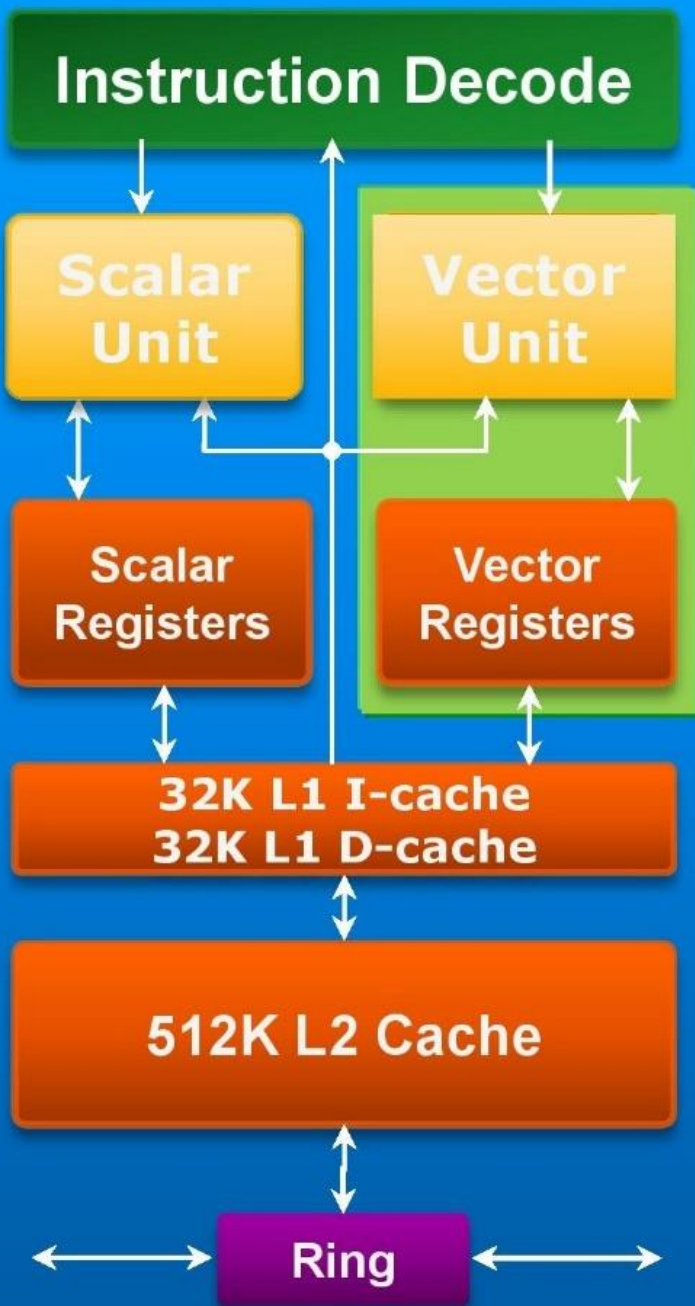 Instruction Decode
Scalar
Unit
Vector
Unit
Scalar
Registers
Vector
Registers
32K L1 I-cache
32K L1 D-cache
512K L2 Cache
Ring